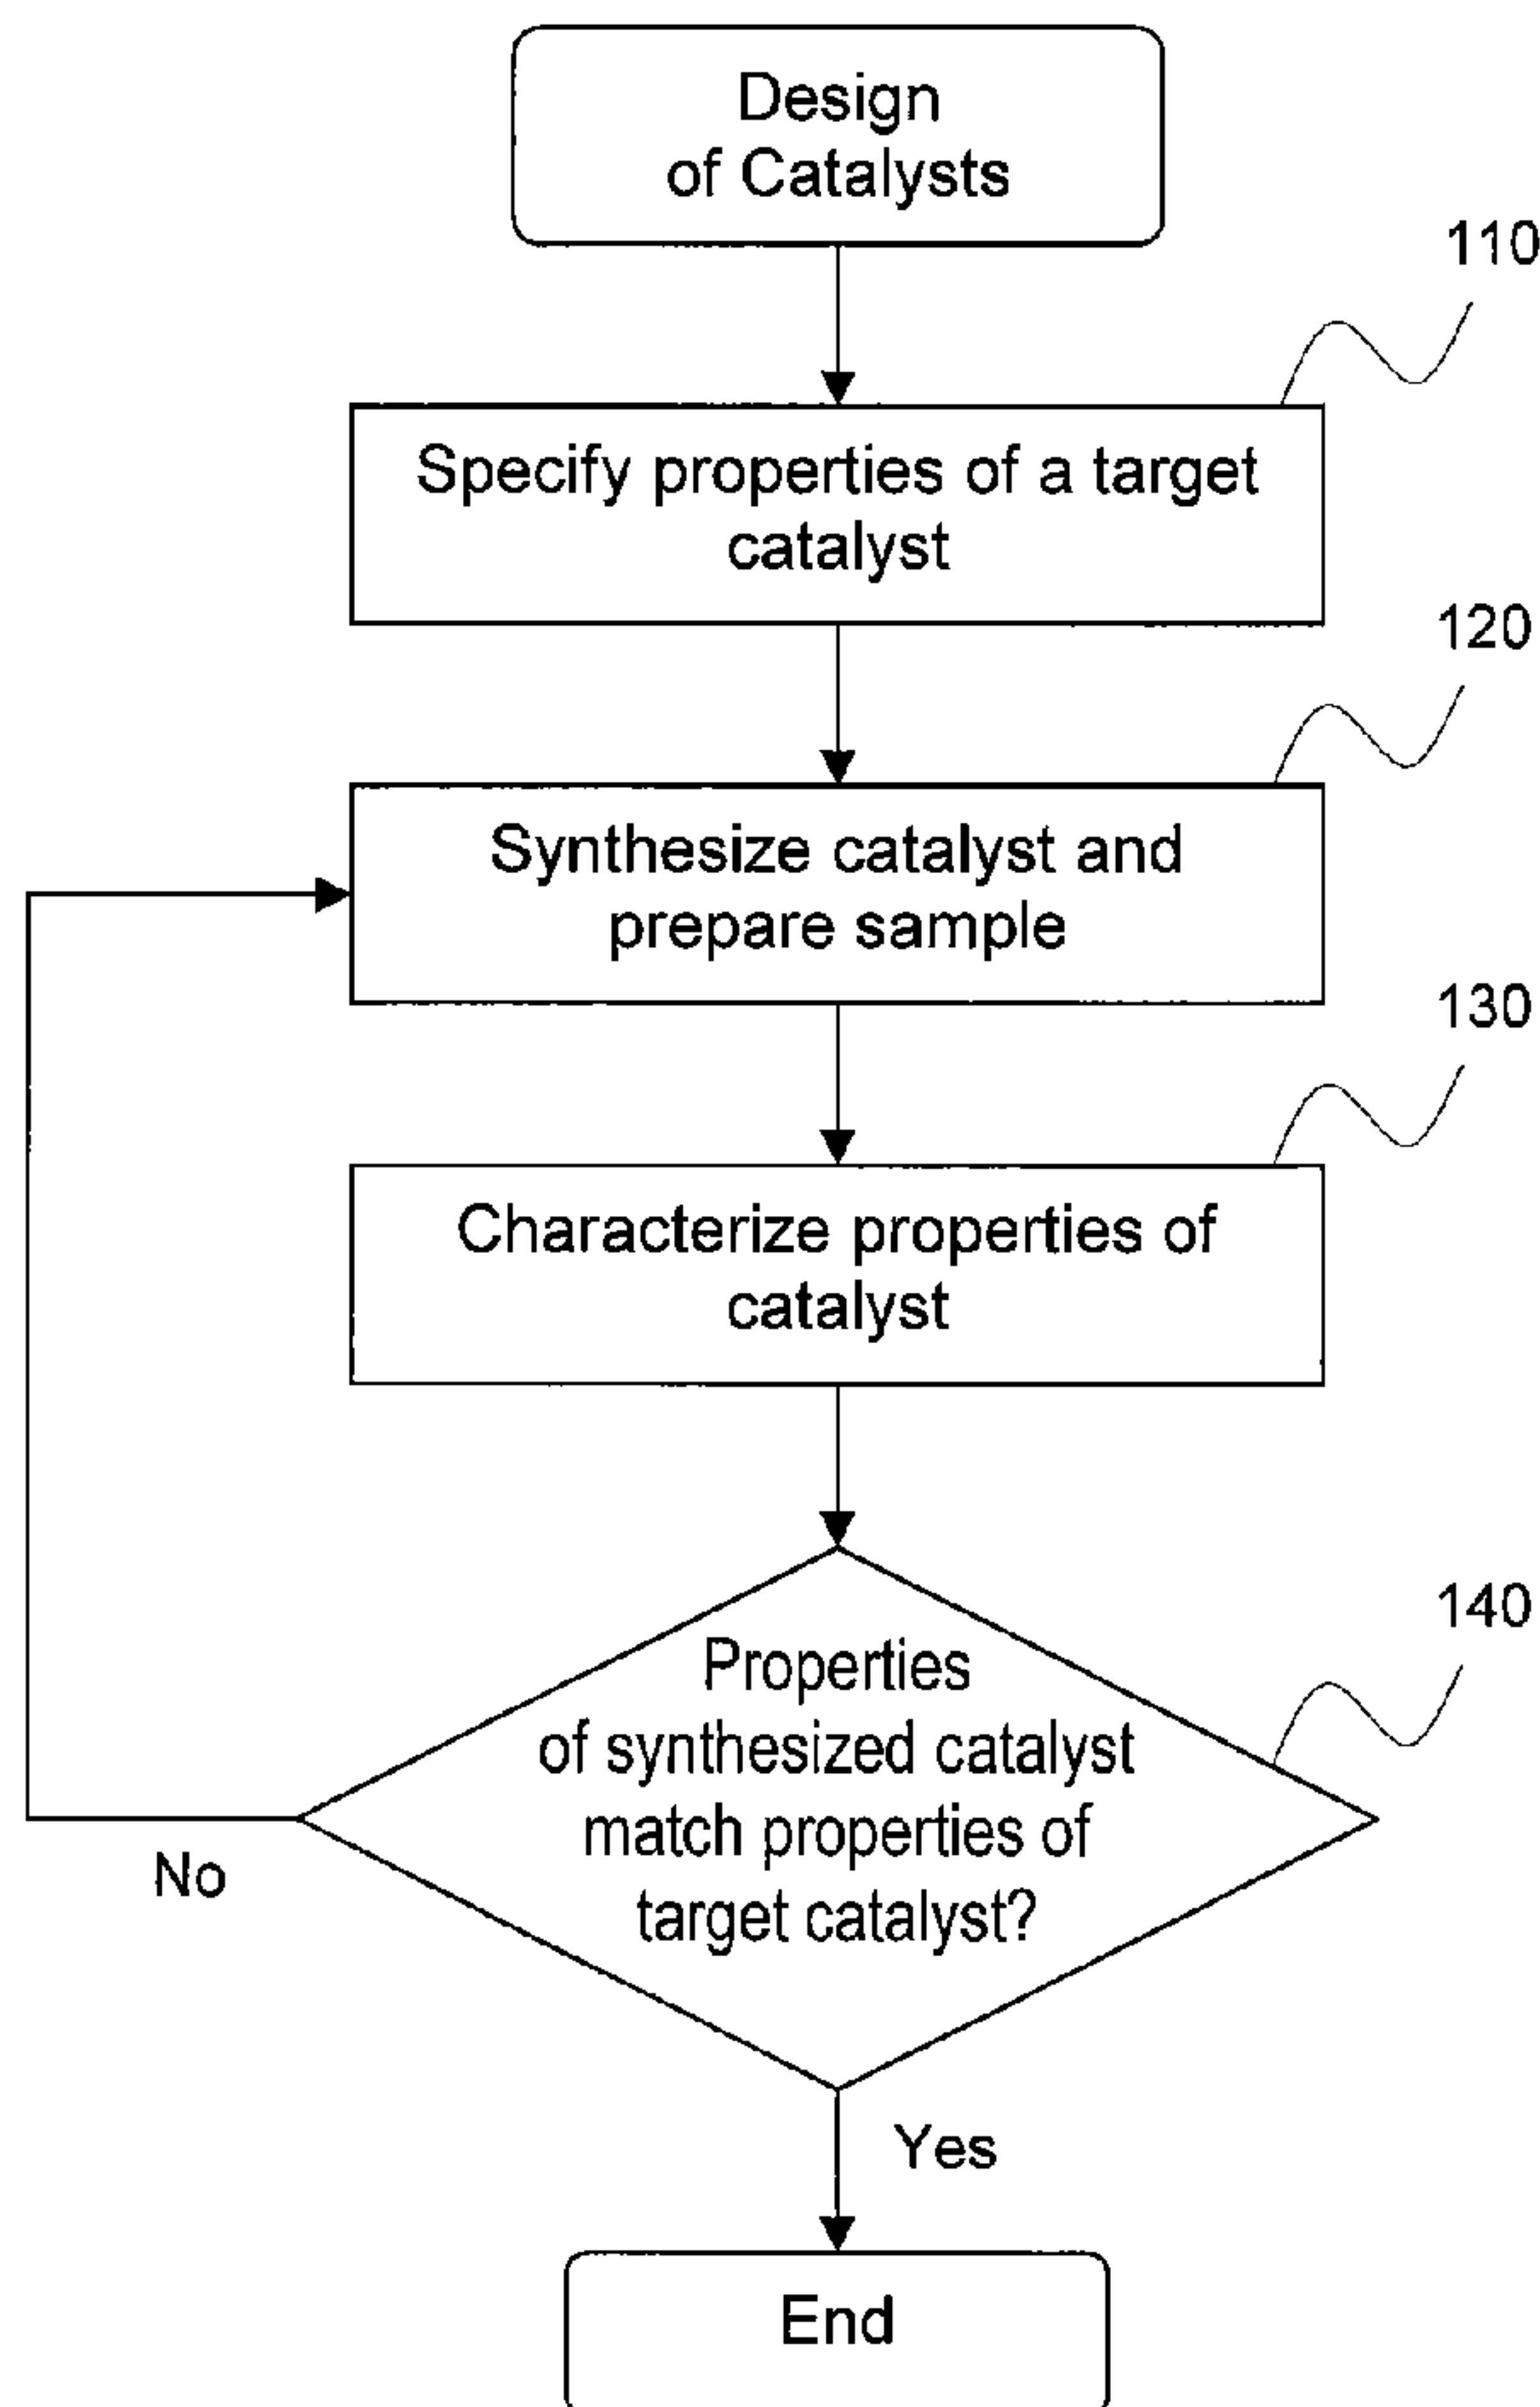 Design
of Catalysts
110
Specify properties of a target
catalyst
120
Synthesize catalyst and
prepare sample
130
Characterize properties of
catalyst
140
Properties
of synthesized catalyst
match properties of
target catalyst?
No
Yes
End